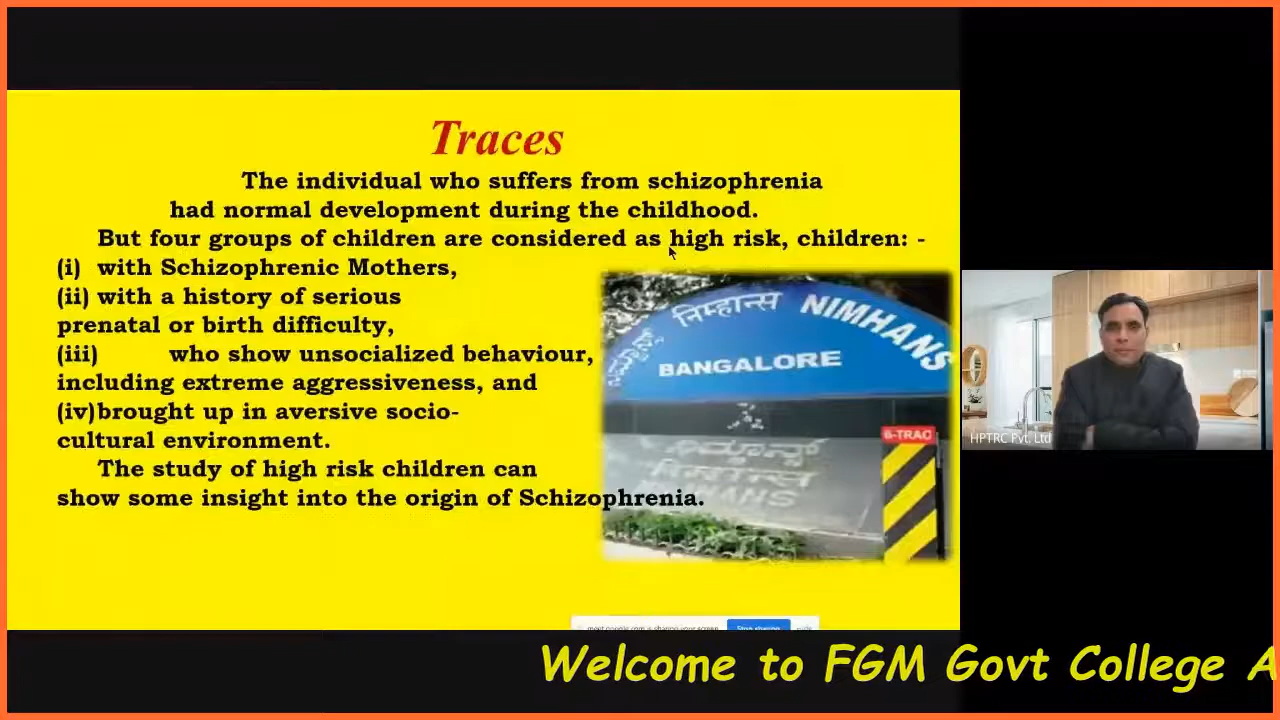 Traces
The individual who suffers from schizophrenia
had normal development during the childhood.
But four groups of children are considered as high risk, children: -
(i) with Schizophrenic Mothers,
(ii) with a history of serious
prenatal or birth difficulty,
(iii) who show unsocialized behaviour,
including extreme aggressiveness, and
(iv)brought up in aversive socio-
cultural environment.
The study of high risk children can
show some insight into the origin of Schizophrenia.
निम्हान्स NIMHANS
BANGALORE
6-TRAC
HPTRC Pvt. Ltd
Welcome to FGM Govt College A